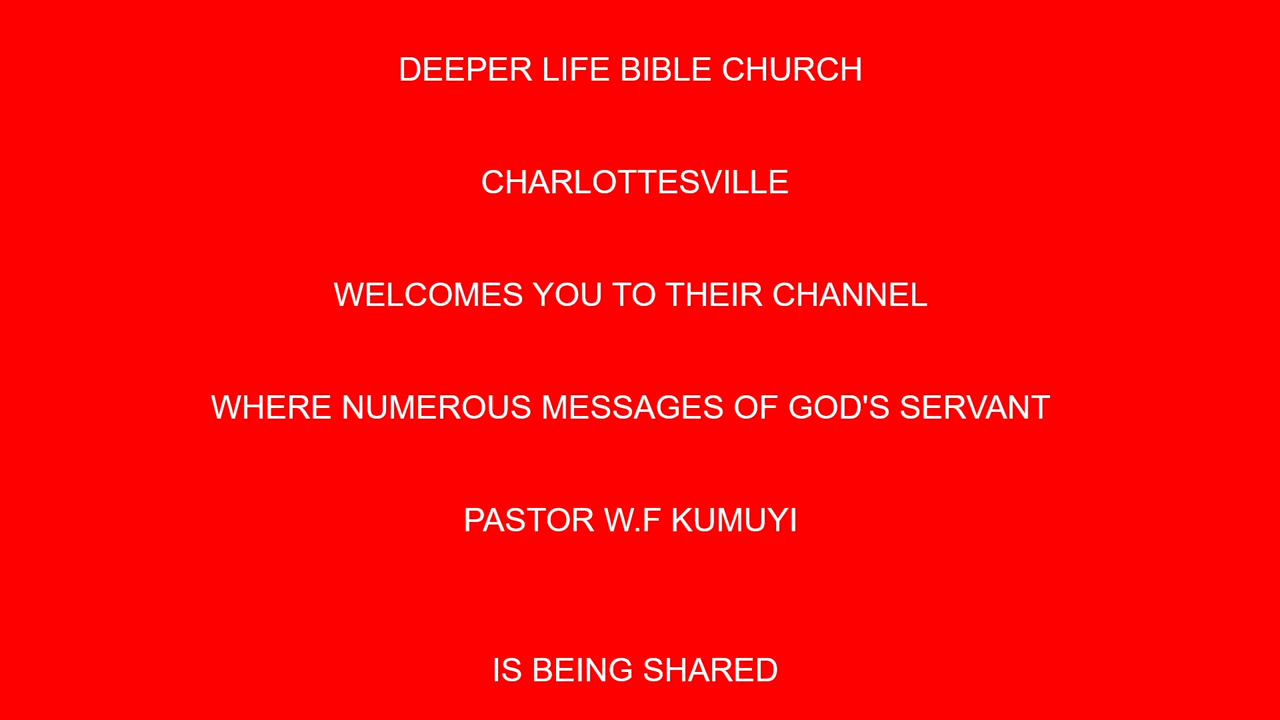 DEEPER LIFE BIBLE CHURCH
CHARLOTTESVILLE
WELCOMES YOU TO THEIR CHANNEL
WHERE NUMEROUS MESSAGES OF GOD'S SERVANT
PASTOR W.F KUMUYI
IS BEING SHARED